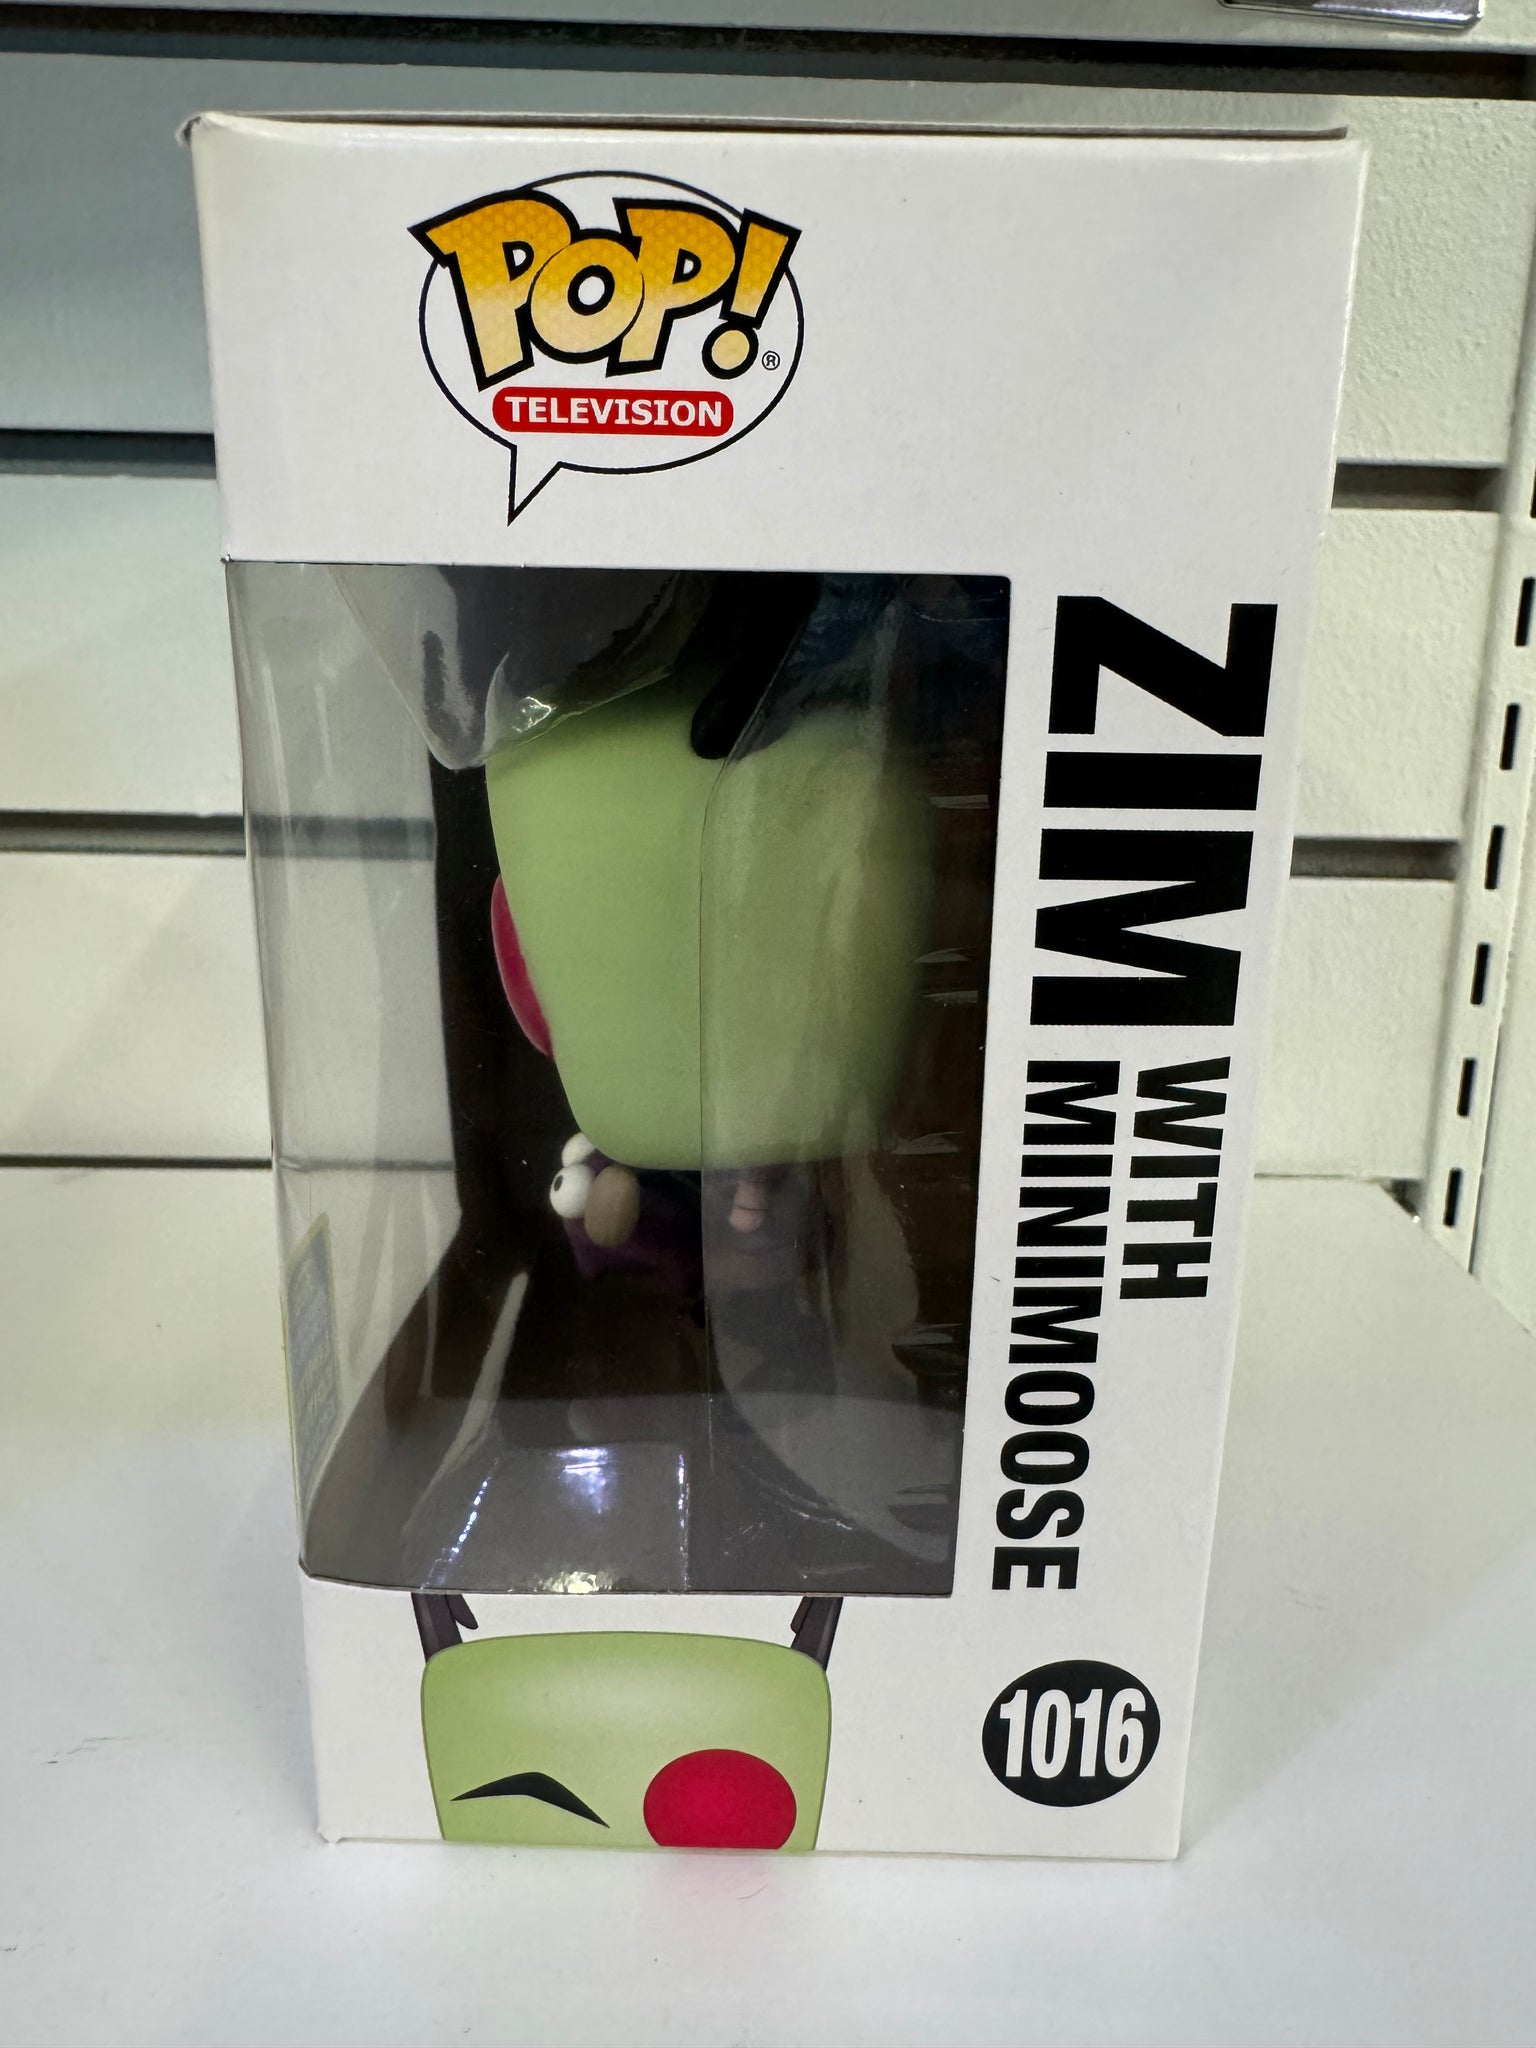 POP!®
TELEVISION
ZIM WITH
MINIMOOSE
1016